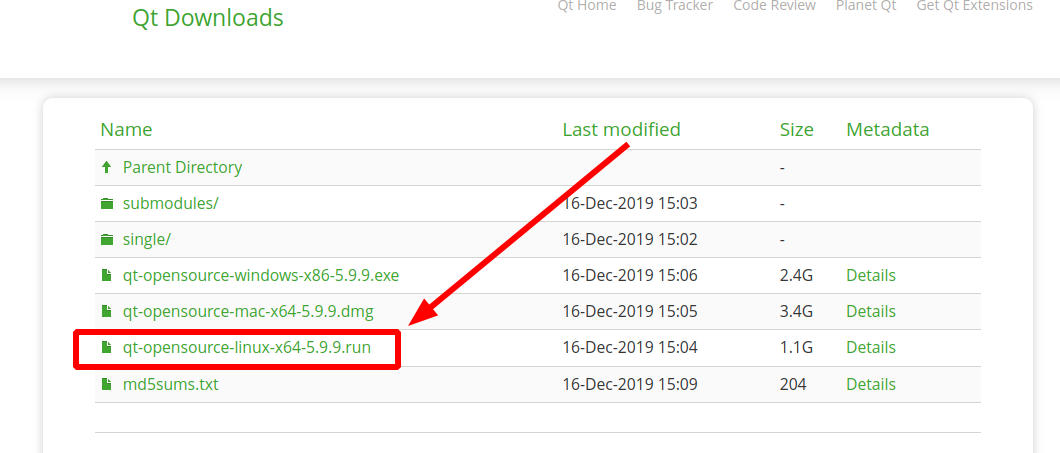 Qt Downloads
Qt Home Bug Tracker Code Review Planet Qt Get Qt Extensions
Name Last modified Size Metadata
Parent Directory -
submodules/ 16-Dec-2019 15:03 -
single/ 16-Dec-2019 15:02 -
qt-opensource-windows-x86-5.9.9.exe 16-Dec-2019 15:06 2.4G Details
qt-opensource-mac-x64-5.9.9.dmg 16-Dec-2019 15:05 3.4G Details
qt-opensource-linux-x64-5.9.9.run 16-Dec-2019 15:04 1.1G Details
md5sums.txt 16-Dec-2019 15:09 204 Details